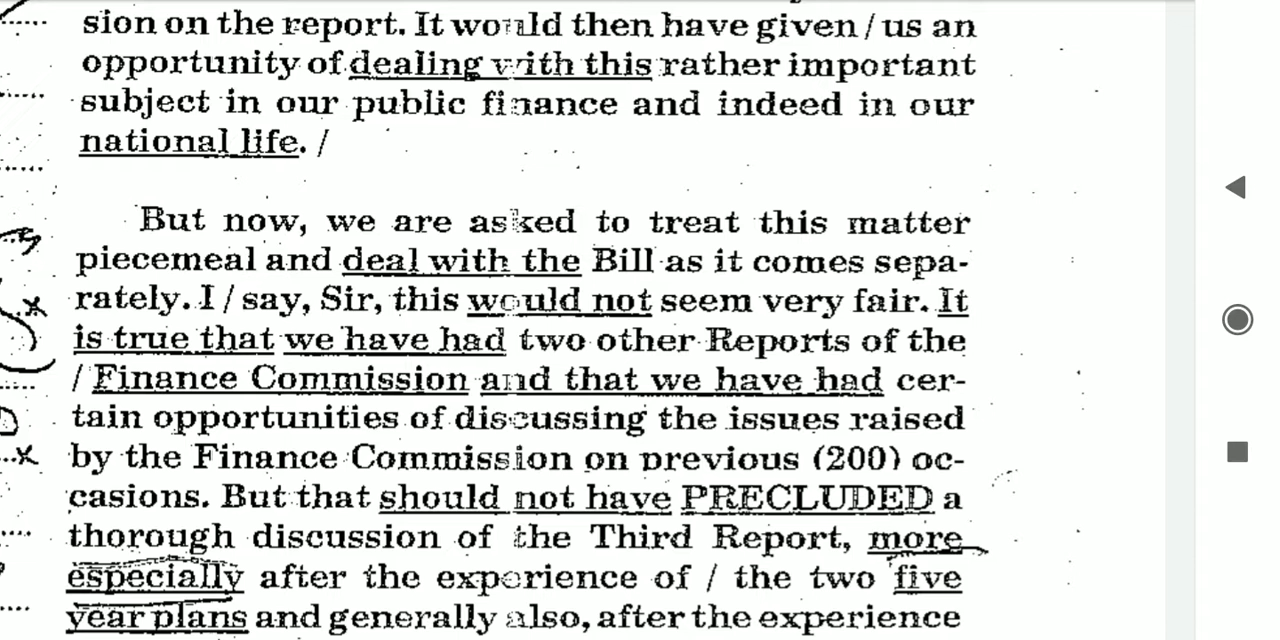 sion on the report. It would then have given / us an
opportunity of dealing with this rather important
subject in our public finance and indeed in our
national life. /
But now, we are asked to treat this matter
piecemeal and deal with the Bill as it comes sepa-
rately. I / say, Sir, this would not seem very fair. It
is true that we have had two other Reports of the
/ Finance Commission and that we have had cer-
tain opportunities of discussing the issues raised
by the Finance Commission on previous (200) oc-
casions. But that should not have PRECLUDED a
thorough discussion of the Third Report, more
especially after the experience of / the two five
year plans and generally also, after the experience